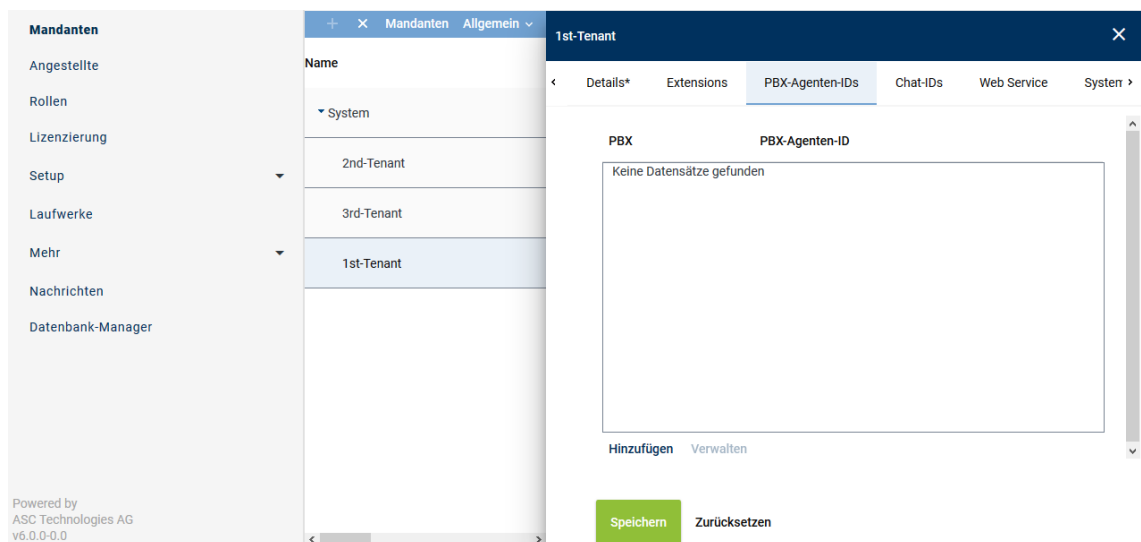 Mandanten
Angestellte
Rollen
Lizenzierung
Setup
Laufwerke
Mehr
Nachrichten
Datenbank-Manager
Powered by
ASC Technologies AG
v6.0.0-0.0
Mandanten Allgemein
Name
System
2nd-Tenant
3rd-Tenant
1st-Tenant
1st-Tenant
Details* Extensions PBX-Agenten-IDs Chat-IDs Web Service System
PBX PBX-Agenten-ID
Keine Datensätze gefunden
Hinzufügen Verwalten
Speichern Zurücksetzen